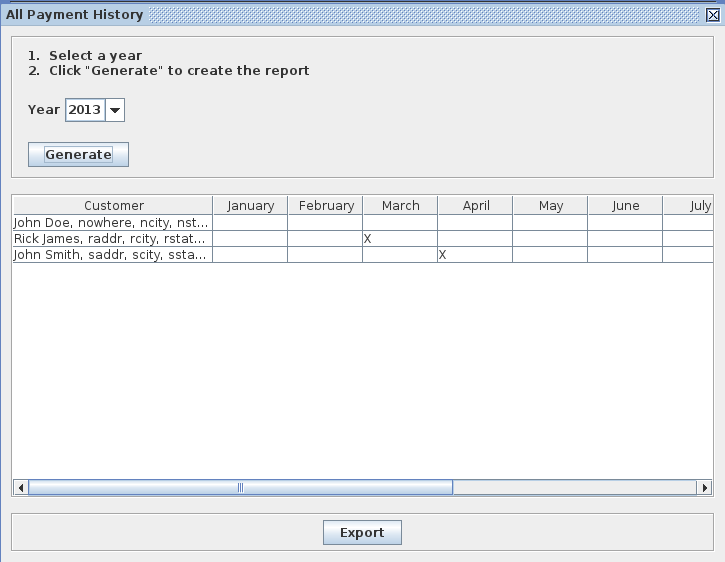 All Payment History
1. Select a year
2. Click "Generate" to create the report
Year 2013
Generate
Customer January February March April May June July
John Doe, nowhere, ncity, nst...
Rick James, raddr, rcity, rstat... X
John Smith, saddr, scity, ssta... X
Export